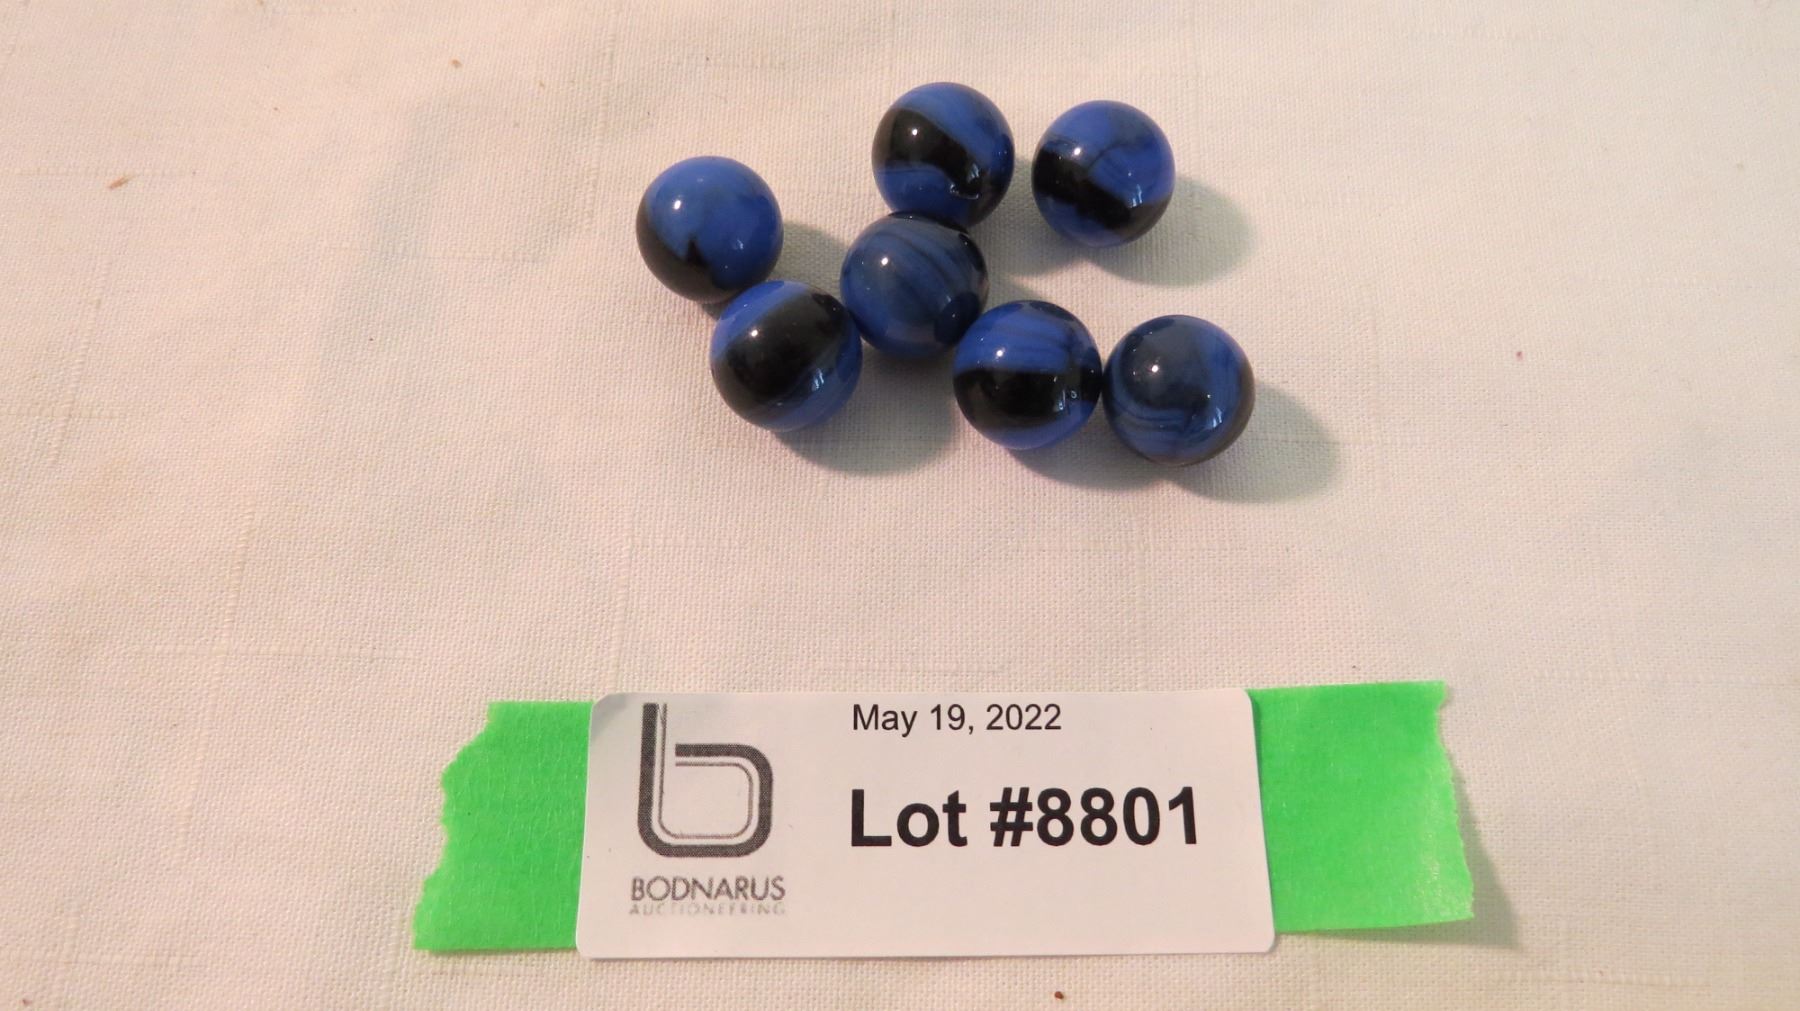 May 19, 2022
Lot #8801
BODNARUS
AUCTIONEERING